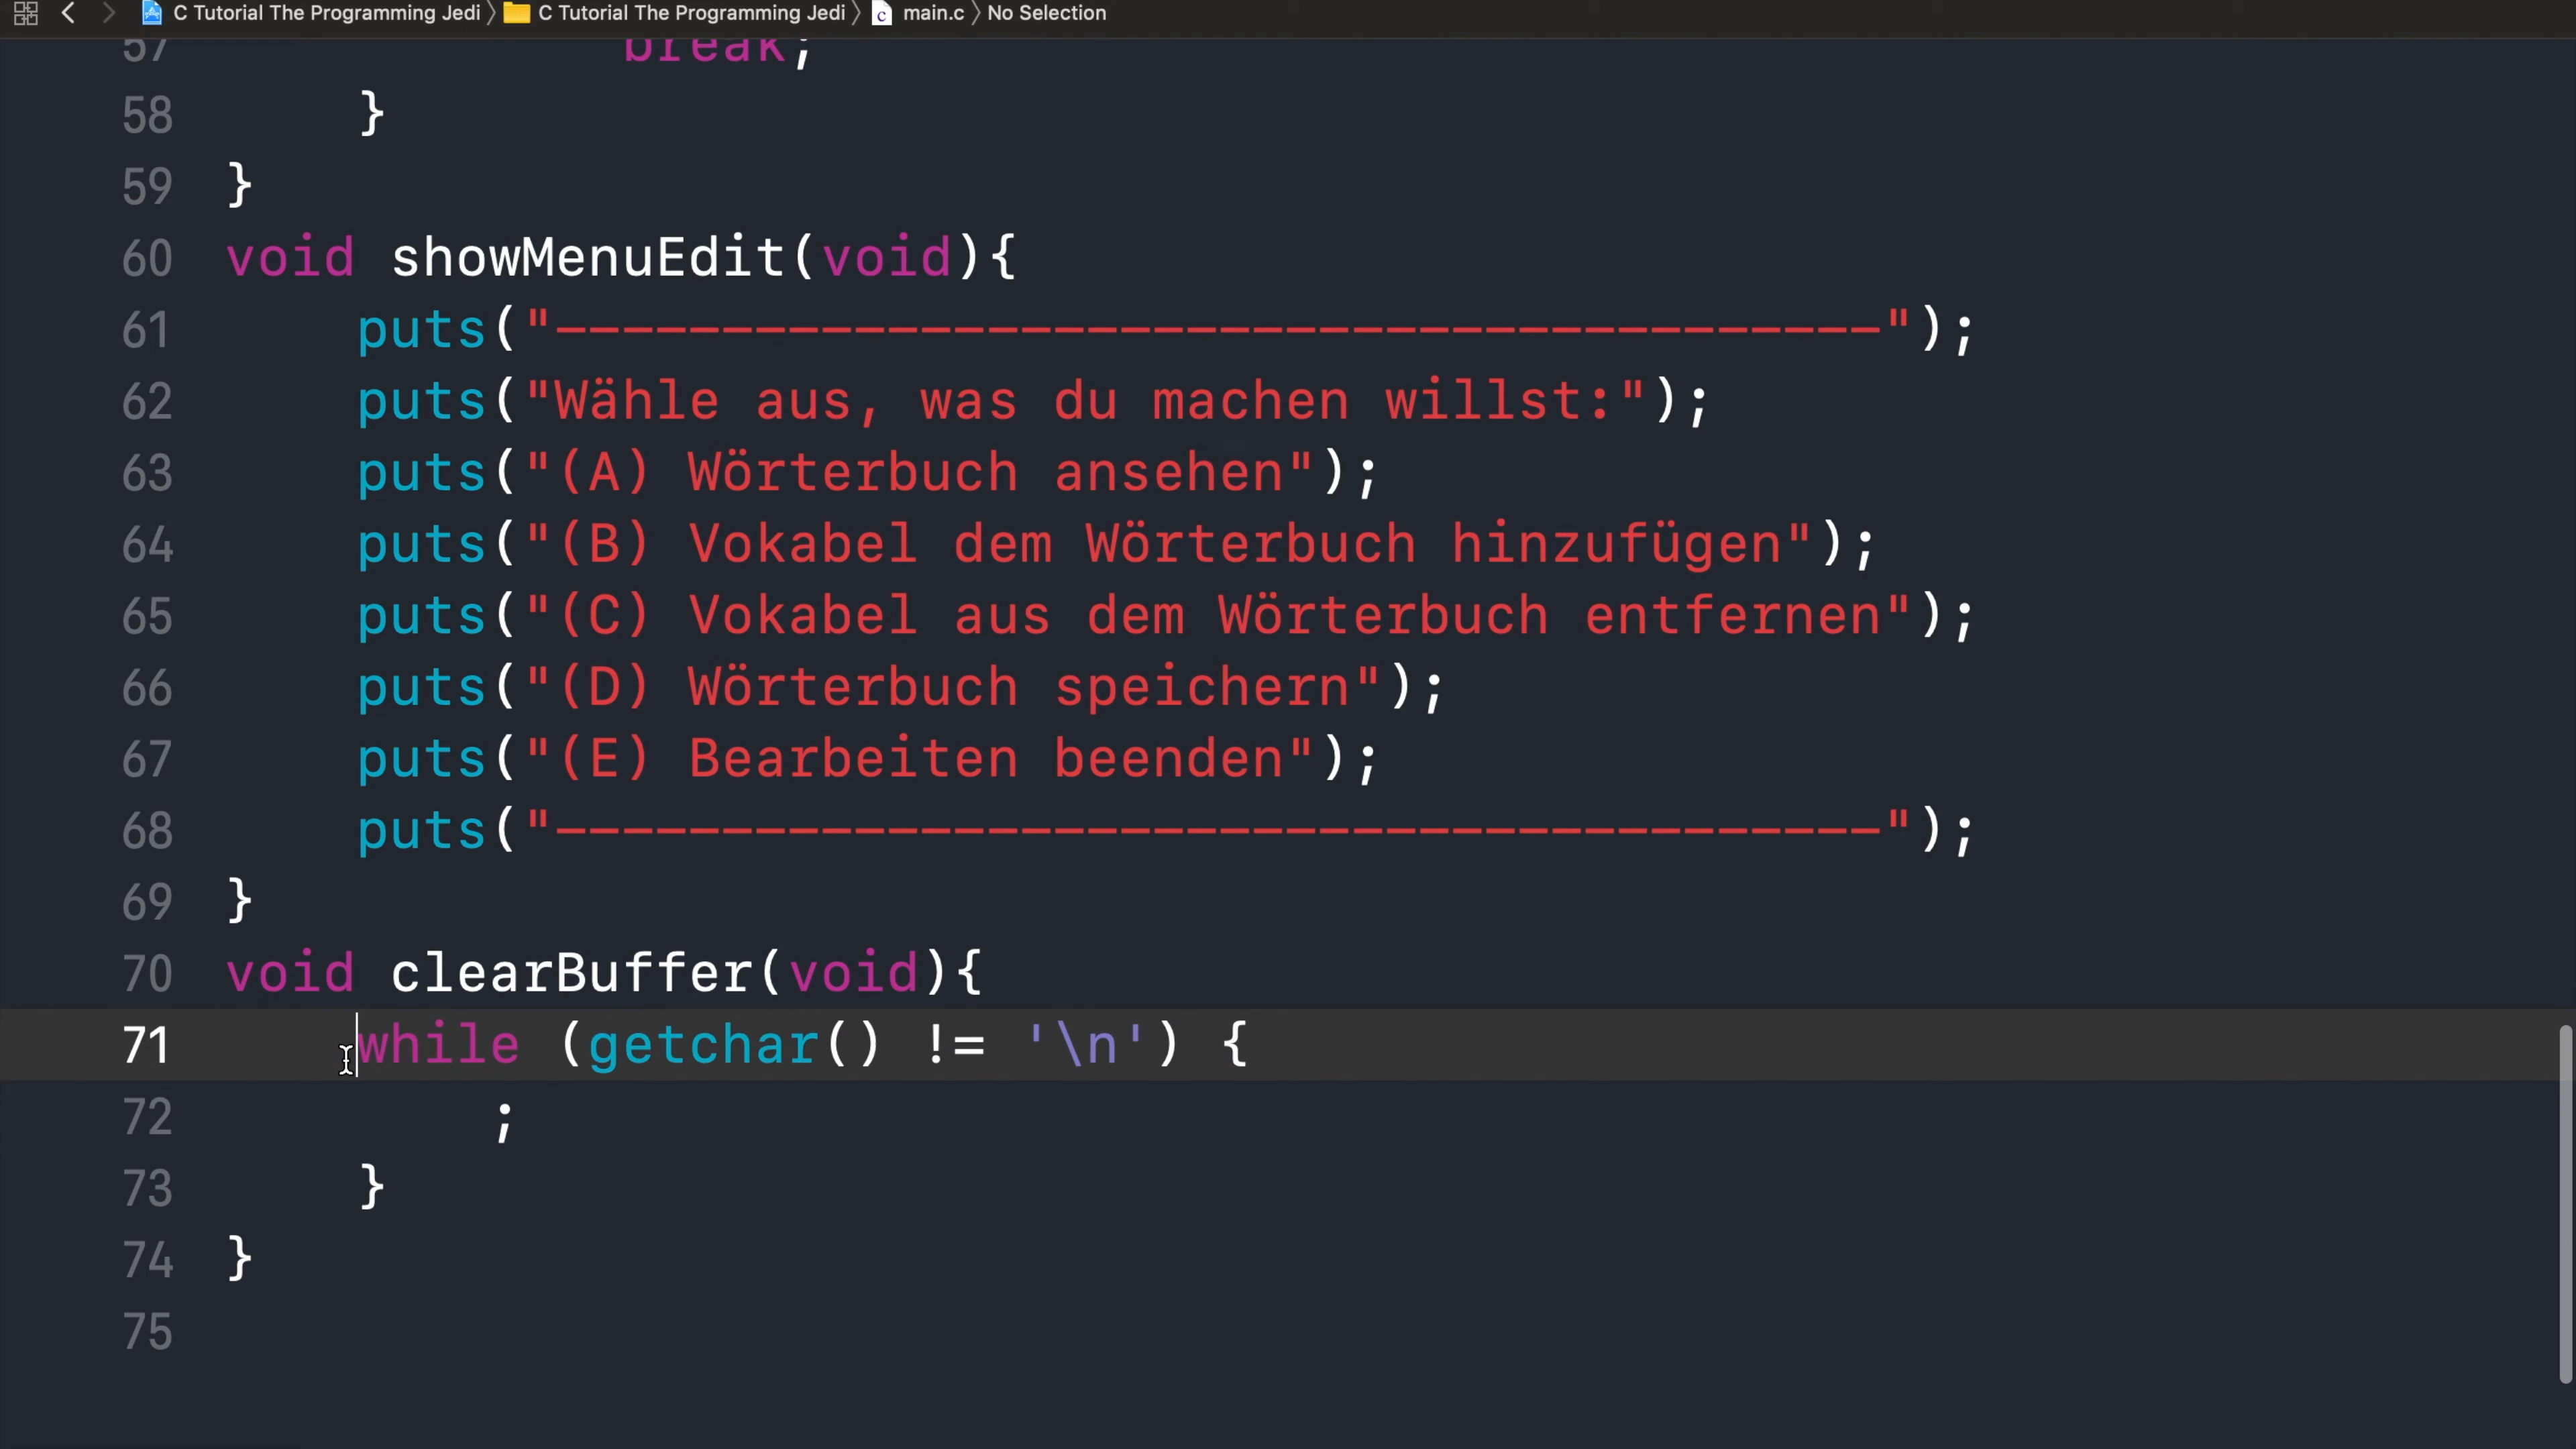 C Tutorial The Programming Jedi C Tutorial The Programming Jedi main.c No Selection
57 break;
58 }
59 }
60 void showMenuEdit(void){
61 puts("----------------------------------------");
62 puts("Wähle aus, was du machen willst:");
63 puts("(A) Wörterbuch ansehen");
64 puts("(B) Vokabel dem Wörterbuch hinzufügen");
65 puts("(C) Vokabel aus dem Wörterbuch entfernen");
66 puts("(D) Wörterbuch speichern");
67 puts("(E) Bearbeiten beenden");
68 puts("----------------------------------------");
69 }
70 void clearBuffer(void){
71 while (getchar() != '\n') {
72 ;
73 }
74 }
75